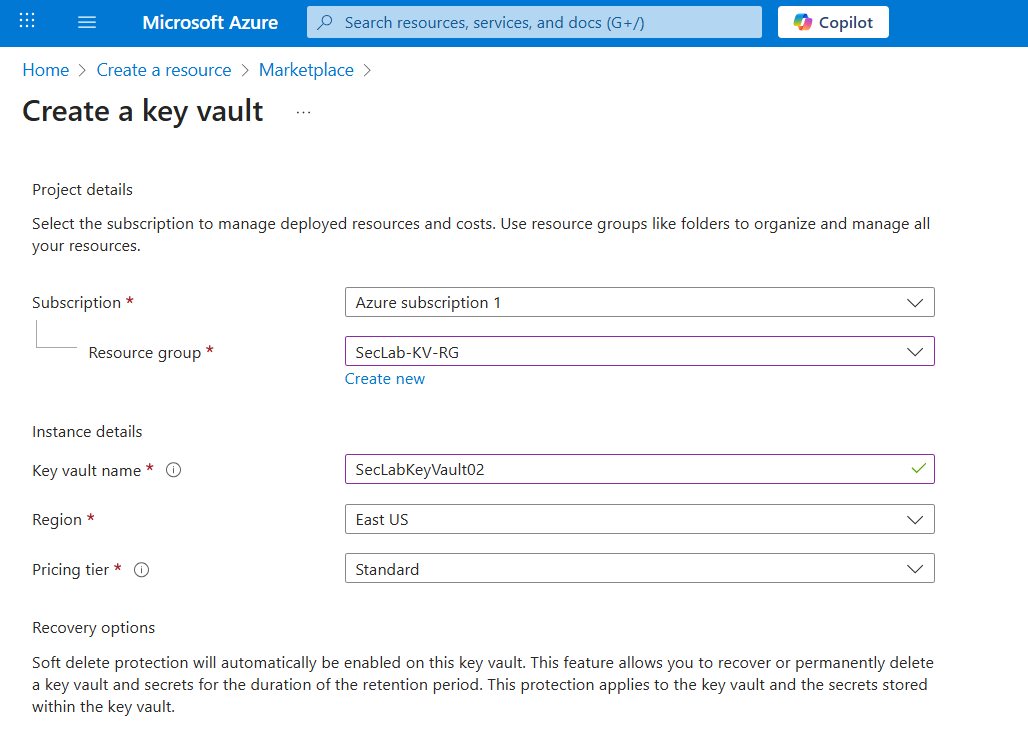 Microsoft Azure
Search resources, services, and docs (G+/)
Copilot
Home > Create a resource > Marketplace >
Create a key vault ...
Project details
Select the subscription to manage deployed resources and costs. Use resource groups like folders to organize and manage all
your resources.
Subscription *
Azure subscription 1
Resource group *
SecLab-KV-RG
Create new
Instance details
Key vault name *
SecLabKeyVault02
Region *
East US
Pricing tier *
Standard
Recovery options
Soft delete protection will automatically be enabled on this key vault. This feature allows you to recover or permanently delete
a key vault and secrets for the duration of the retention period. This protection applies to the key vault and the secrets stored
within the key vault.